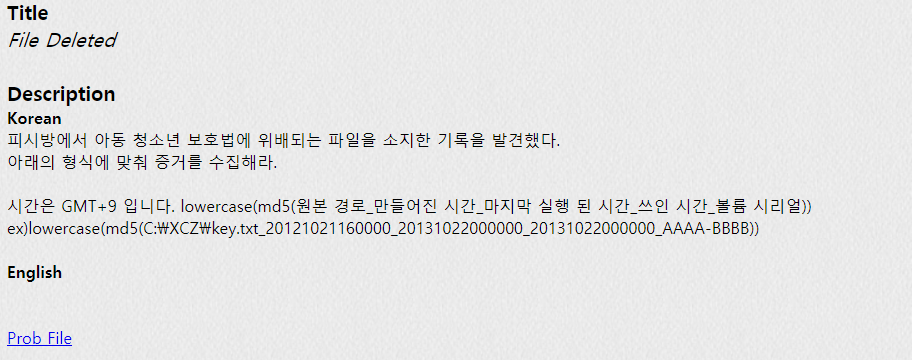 Title
File Deleted
Description
Korean
피시방에서 아동 청소년 보호법에 위배되는 파일을 소지한 기록을 발견했다.
아래의 형식에 맞춰 증거를 수집해라.
시간은 GMT+9 입니다. lowercase(md5(원본 경로_만들어진 시간_마지막 실행 된 시간_쓰인 시간_볼륨 시리얼))
ex)lowercase(md5(C:₩XCZ₩key.txt_20121021160000_20131022000000_20131022000000_AAAA-BBBB))
English
Prob File